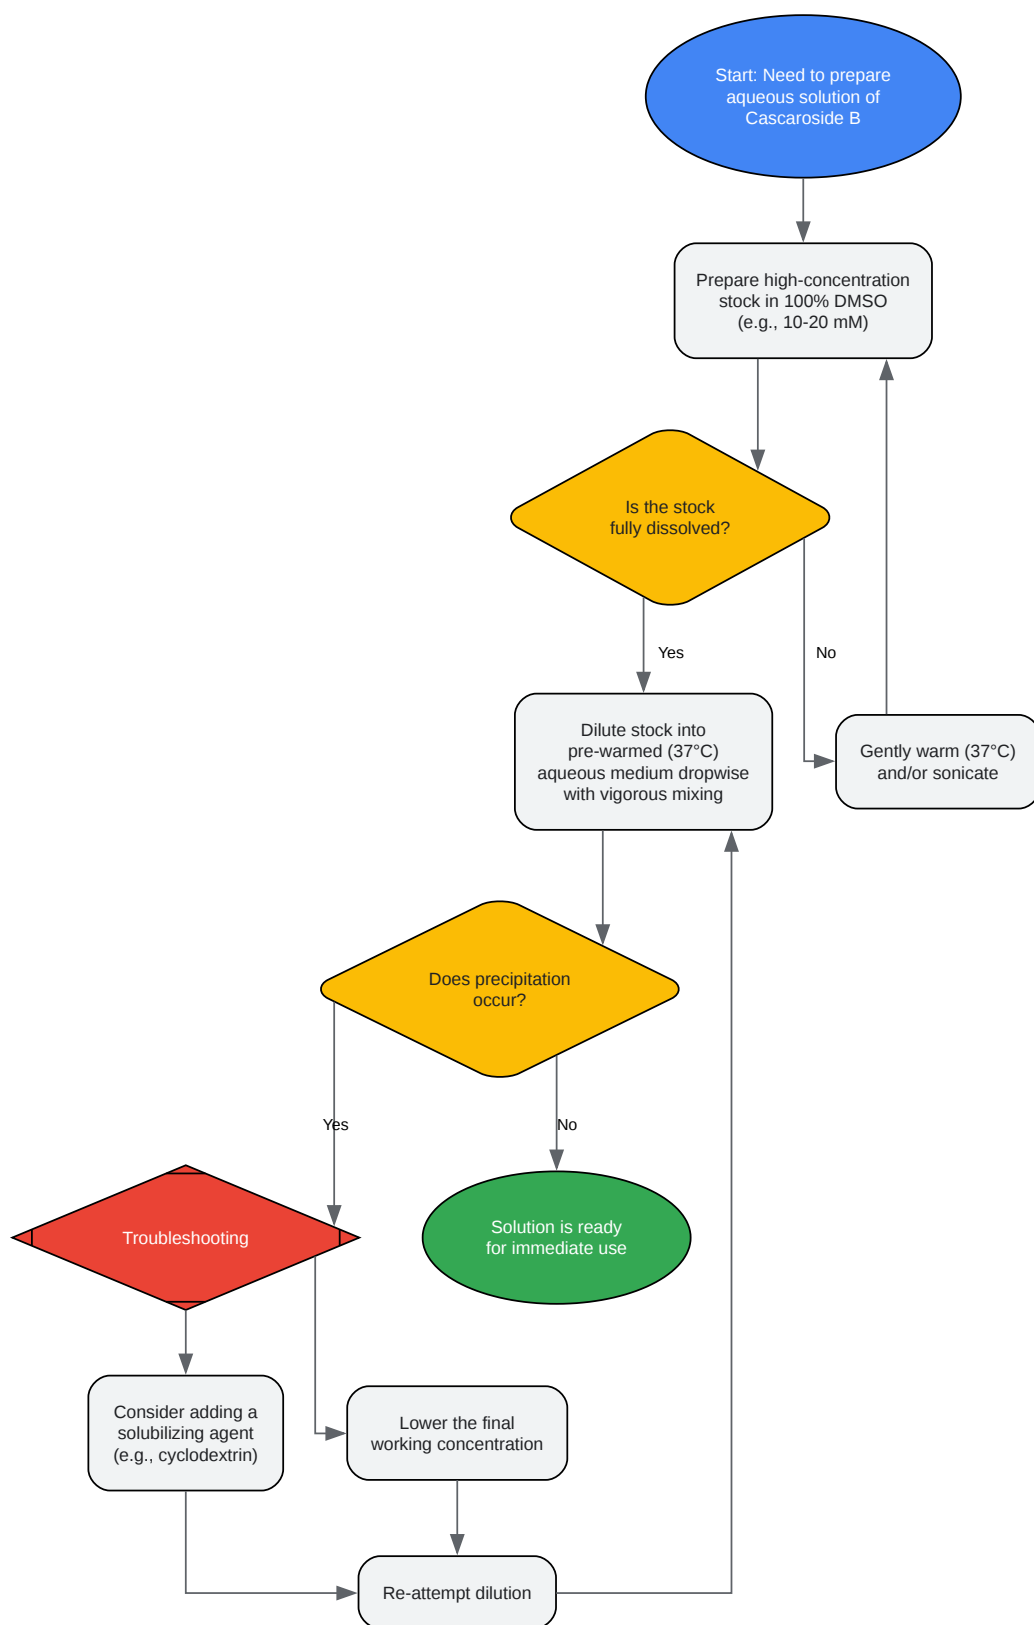 Start: Need to prepare
aqueous solution of
Cascaroside B
Prepare high-concentration
stock in 100% DMSO
(e.g., 10-20 mM)
Is the stock
fully dissolved?
Yes
No
Dilute stock into
pre-warmed (37°C)
aqueous medium dropwise
with vigorous mixing
Gently warm (37°C)
and/or sonicate
Does precipitation
occur?
Yes
No
Troubleshooting
Solution is ready
for immediate use
Consider adding a
solubilizing agent
(e.g., cyclodextrin)
Lower the final
working concentration
Re-attempt dilution